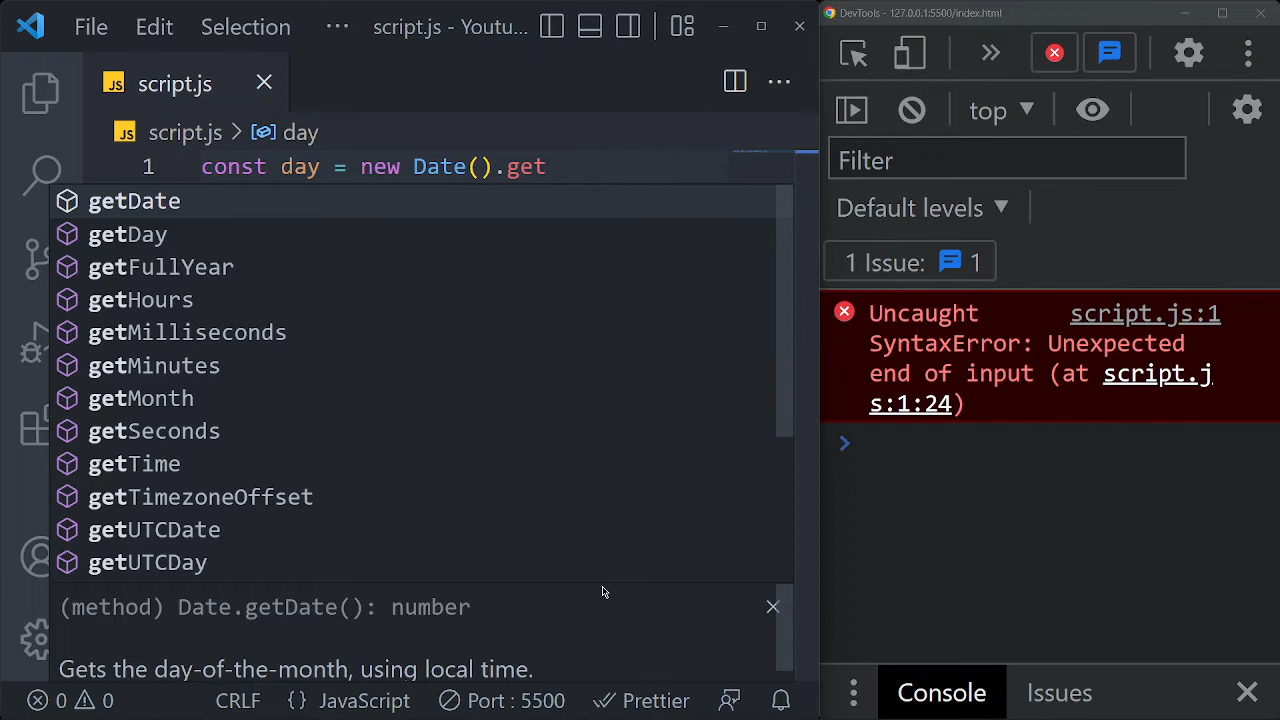 File Edit Selection ··· script.js - Youtu...
JS script.js
JS script.js > day
1 const day = new Date().get
getDate
getDay
getFullYear
getHours
getMilliseconds
getMinutes
getMonth
getSeconds
getTime
getTimezoneOffset
getUTCDate
getUTCDay
(method) Date.getDate(): number
Gets the day-of-the-month, using local time.
0 0 CRLF {} JavaScript Port : 5500 Prettier
DevTools - 127.0.0.1:5500/index.html
top
Filter
Default levels
1 Issue: 1
Uncaught script.js:1
SyntaxError: Unexpected
end of input (at script.j
s:1:24)
Console Issues